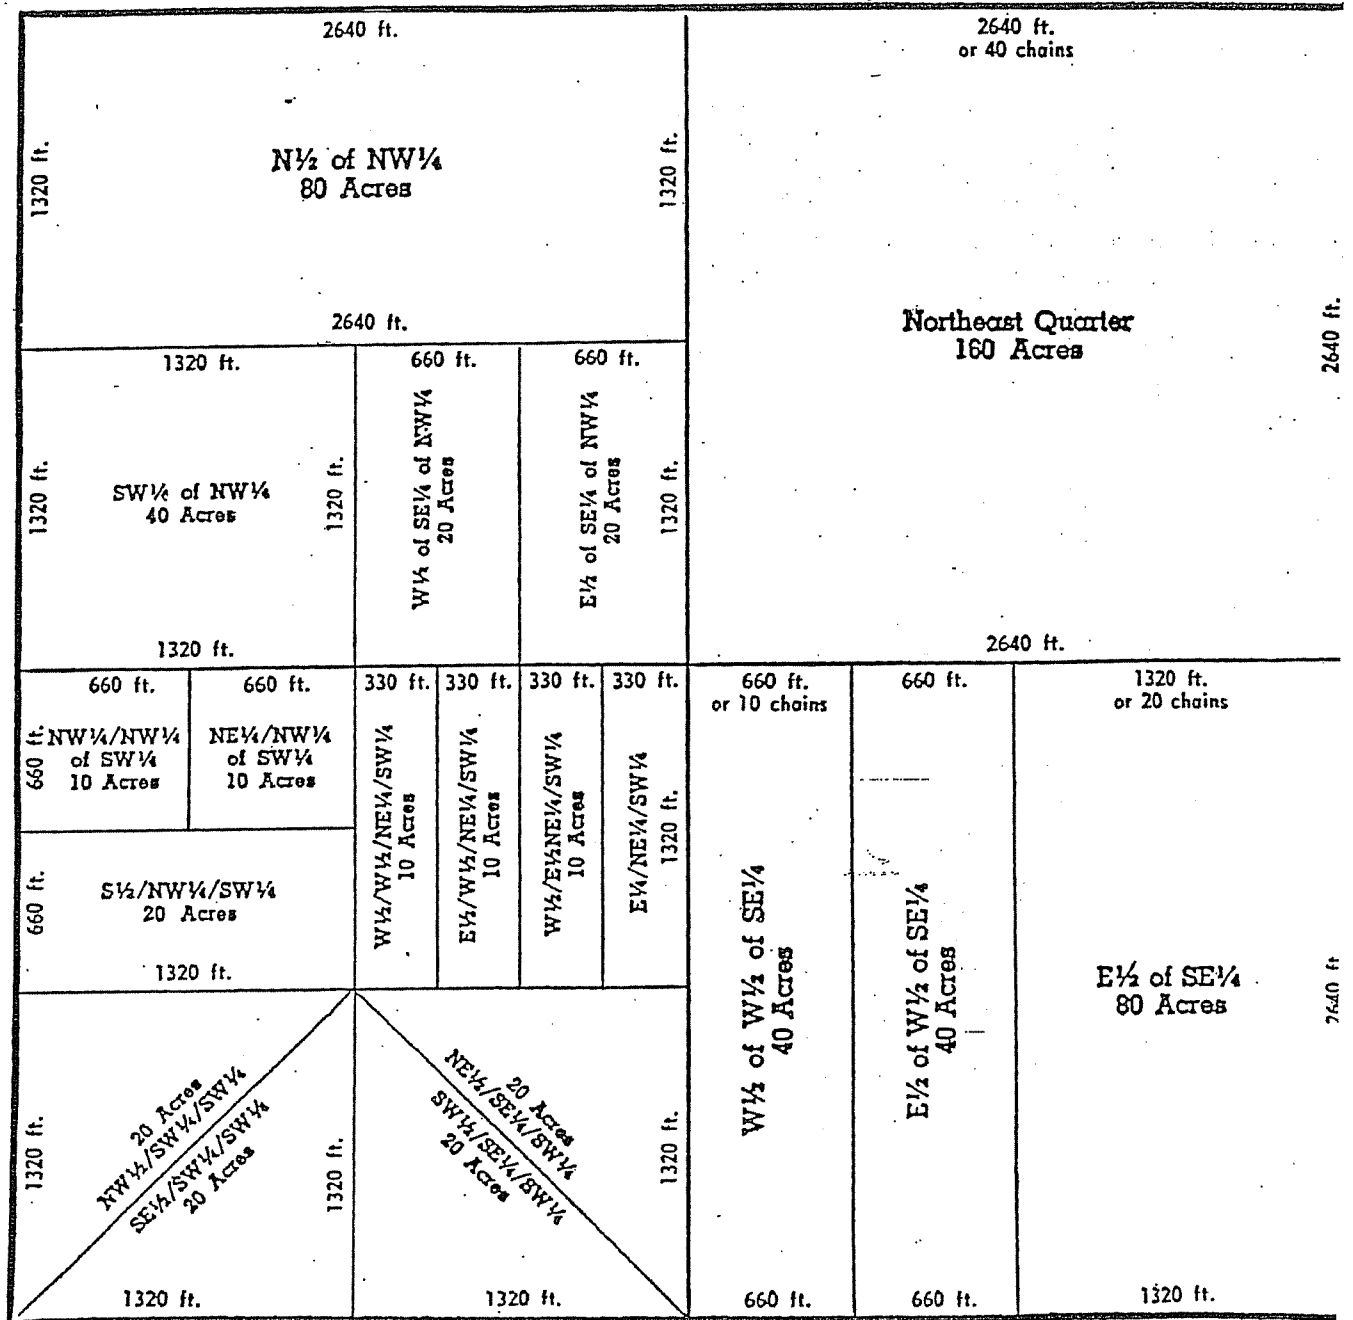 2640 ft.
1320 ft.
N½ of NW¼
80 Acres
1320 ft.
2640 ft.
2640 ft.
or 40 chains
Northeast Quarter
160 Acres
2640 ft.
2640 ft.
1320 ft.
1320 ft.
SW¼ of NW¼
40 Acres
1320 ft.
1320 ft.
660 ft.
W½ of SE¼ of NW¼
20 Acres
660 ft.
E½ of SE¼ of NW¼
20 Acres
1320 ft.
660 ft.
660 ft.
NW¼/NW¼
of SW¼
10 Acres
660 ft.
NE¼/NW¼
of SW¼
10 Acres
660 ft.
S½/NW¼/SW¼
20 Acres
1320 ft.
330 ft.
W½/W½/NE¼/SW¼
10 Acres
330 ft.
E½/W½/NE¼/SW¼
10 Acres
330 ft.
W½/E½NE¼/SW¼
10 Acres
330 ft.
E¼/NE¼/SW¼
1320 ft.
1320 ft.
20 Acres
NW½/SW¼/SW¼
SE½/SW¼/SW¼
20 Acres
1320 ft.
1320 ft.
20 Acres
NE½/SE¼/SW¼
SW½/SE¼/SW¼
20 Acres
1320 ft.
1320 ft.
660 ft.
or 10 chains
W½ of W½ of SE¼
40 Acres
660 ft.
660 ft.
E½ of W½ of SE¼
40 Acres
660 ft.
1320 ft.
or 20 chains
E½ of SE¼
80 Acres
2640 ft
1320 ft.